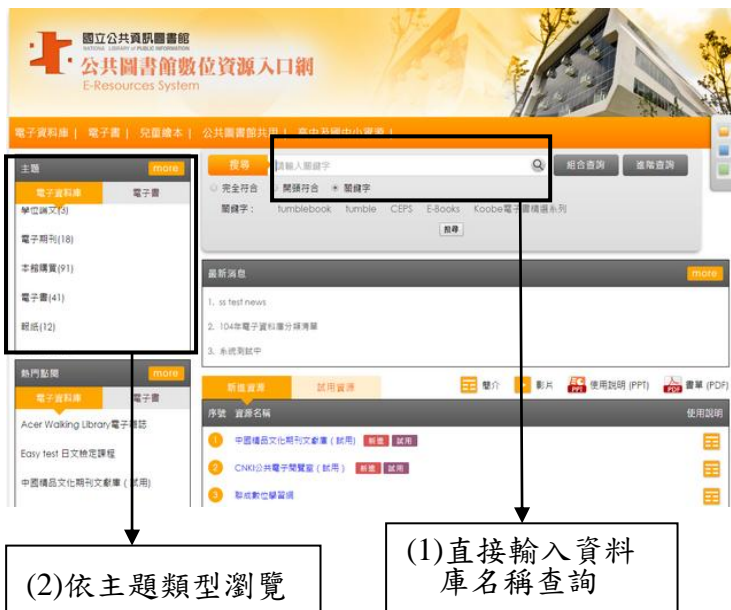 國立公共資訊圖書館
NATIONAL LIBRARY of PUBLIC INFORMATION
公共圖書館數位資源入口網
E-Resources System
電子資料庫 | 電子書 | 兒童繪本 | 公共圖書館共用 | 高中及國中小資源 |
主題 more
電子資料庫 電子書
學位論文(3)
電子期刊(18)
本館購買(91)
電子書(41)
報紙(12)
搜尋 請輸入關鍵字 組合查詢 進階查詢
完全符合 開頭符合 關鍵字
關鍵字： tumblebook tumble CEPS E-Books Koobe電子書精選系列
搜尋
最新消息 more
1. ss test news
2. 104年電子資料庫分類清單
3. 系統測試中
熱門點閱 more
電子資料庫 電子書
Acer Walking Library電子雜誌
Easy test 日文檢定課程
中國精品文化期刊文獻庫 (試用)
新進資源 試用資源 簡介 影片 PPT 使用說明 (PPT) PDF 書單 (PDF)
序號 資源名稱 使用說明
1 中國精品文化期刊文獻庫 (試用) 新進 試用
2 CNKI公共電子閱覽室 (試用) 新進 試用
3 聯成數位學習網
(2)依主題類型瀏覽
(1)直接輸入資料
庫名稱查詢